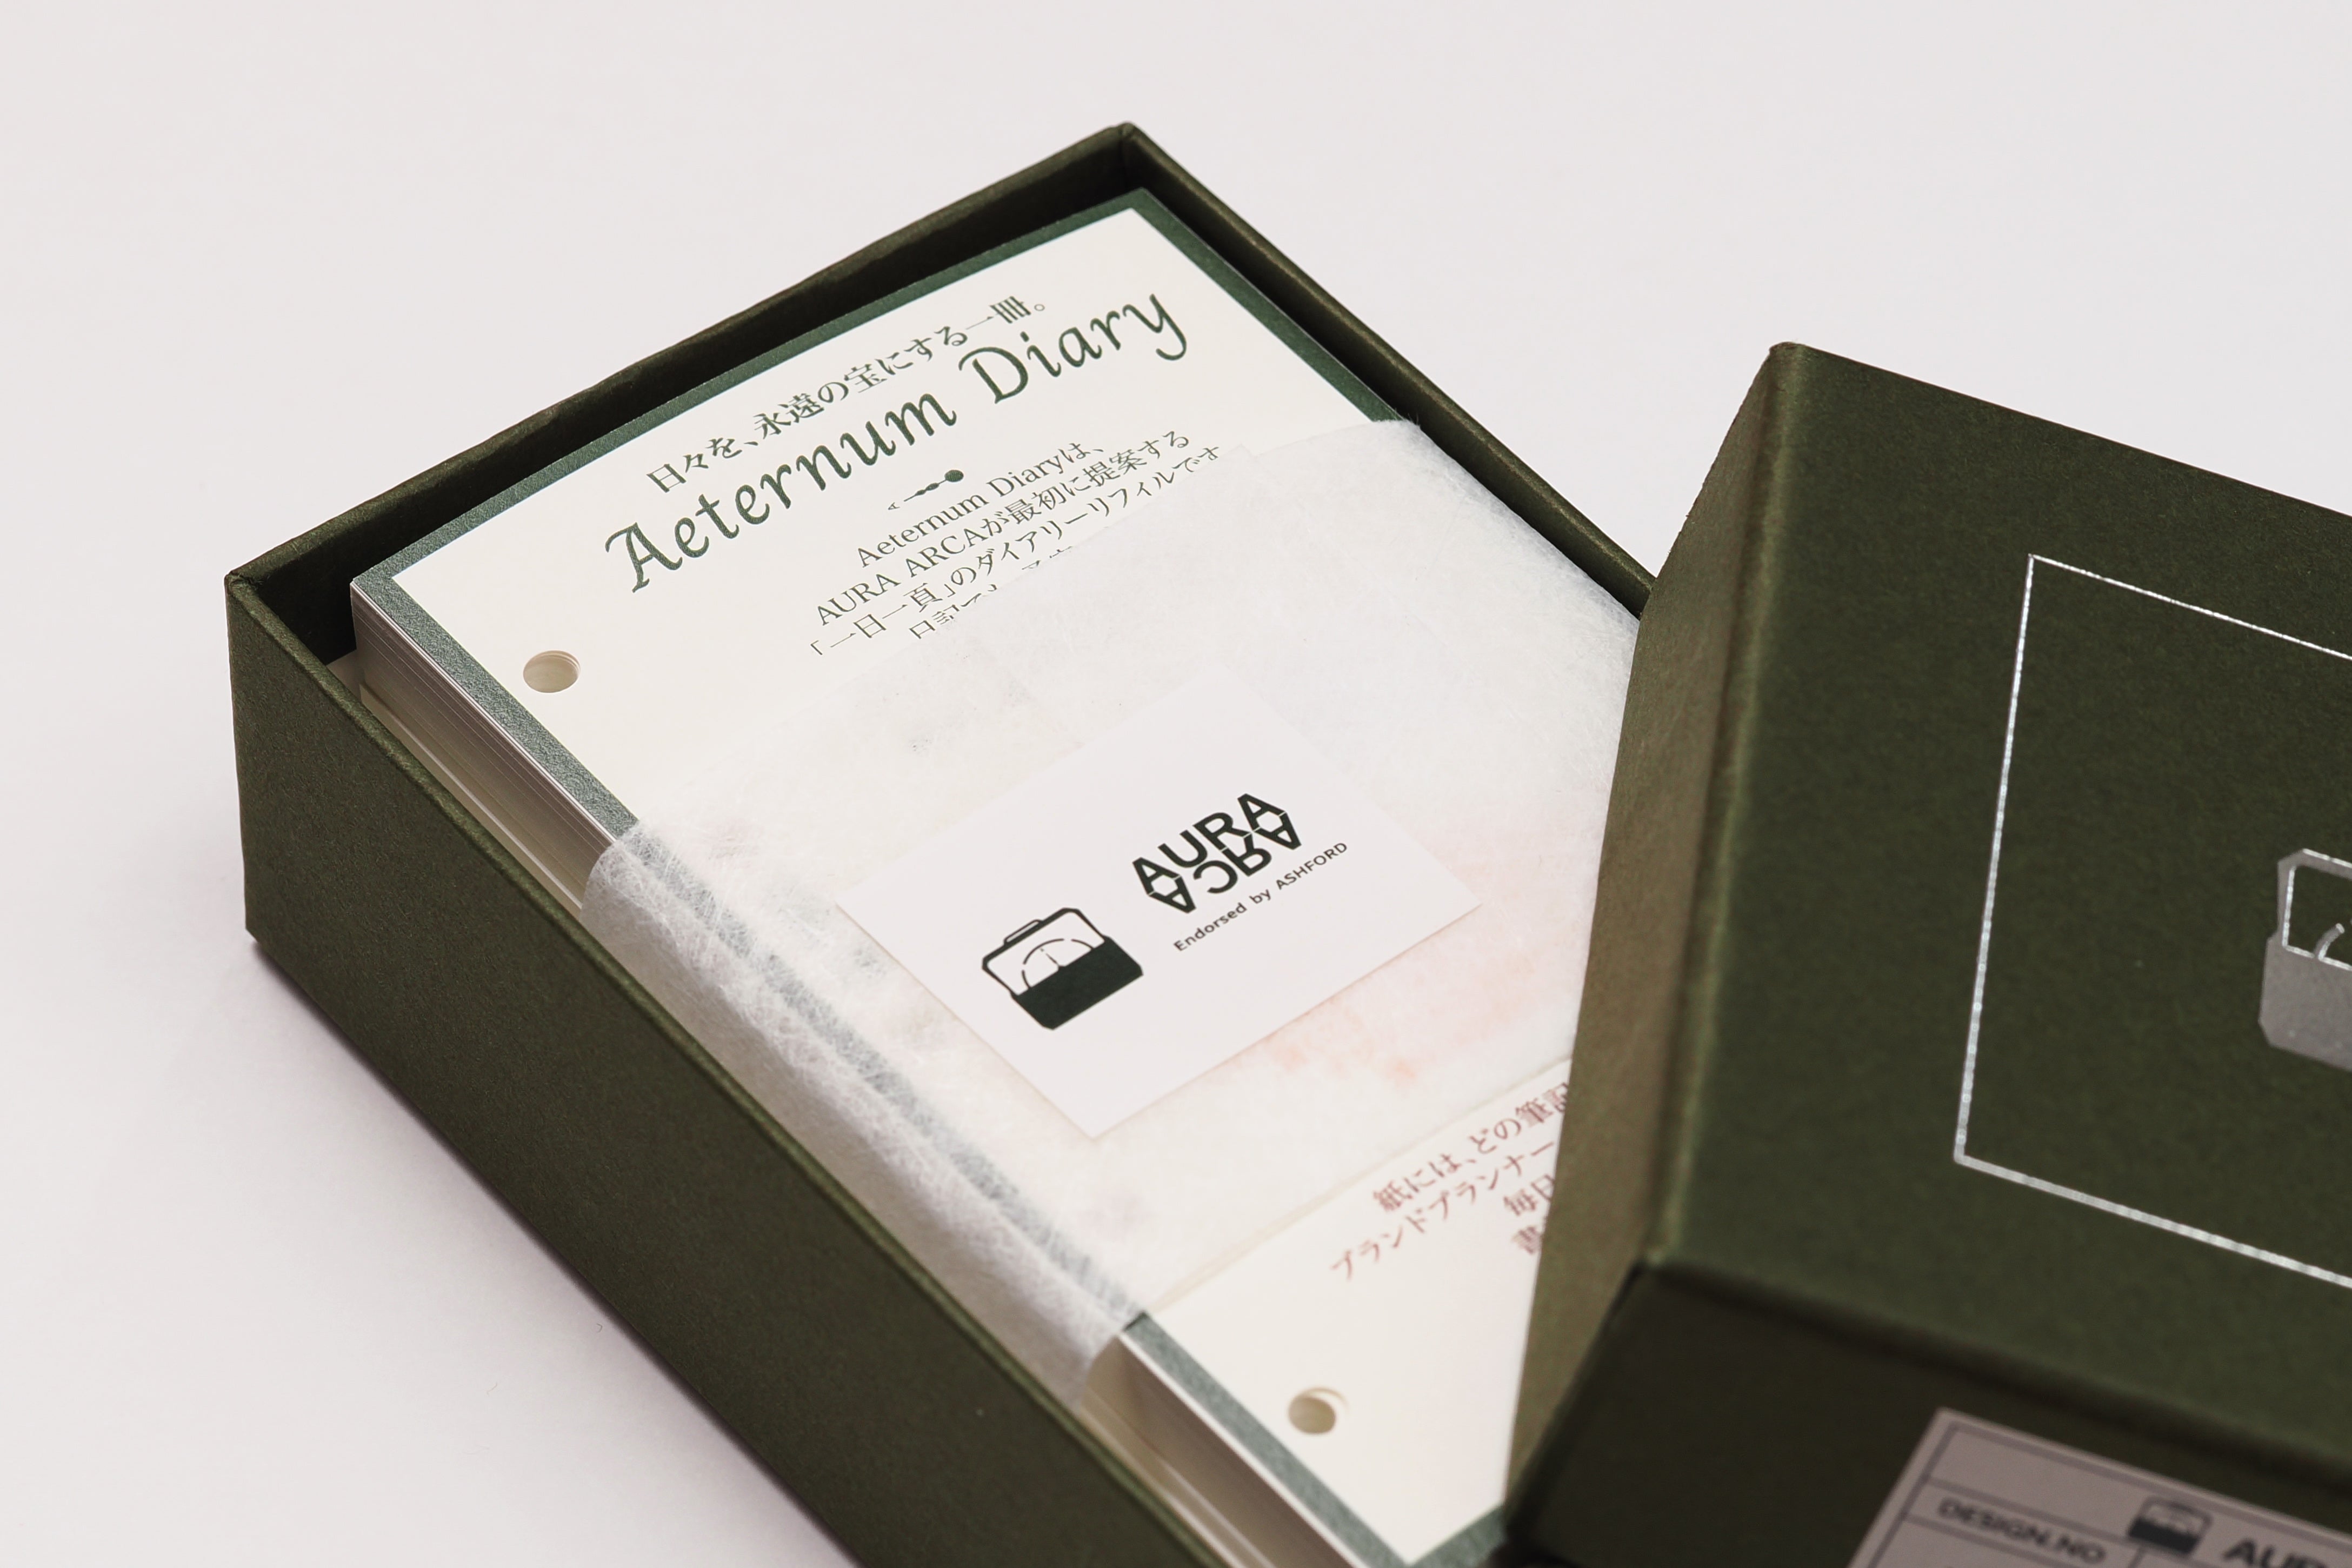 日々を、永遠の宝にする一冊。
Aeternum Diary
Aeternum Diaryは、
AURA ARCAが最初に提案する
「一日一頁」のダイアリーリフィルです
AURA
ARCA
Endorsed by ASHFORD
紙には、どの筆記
ブランドプランナー
毎日
書
DESIGN.NO